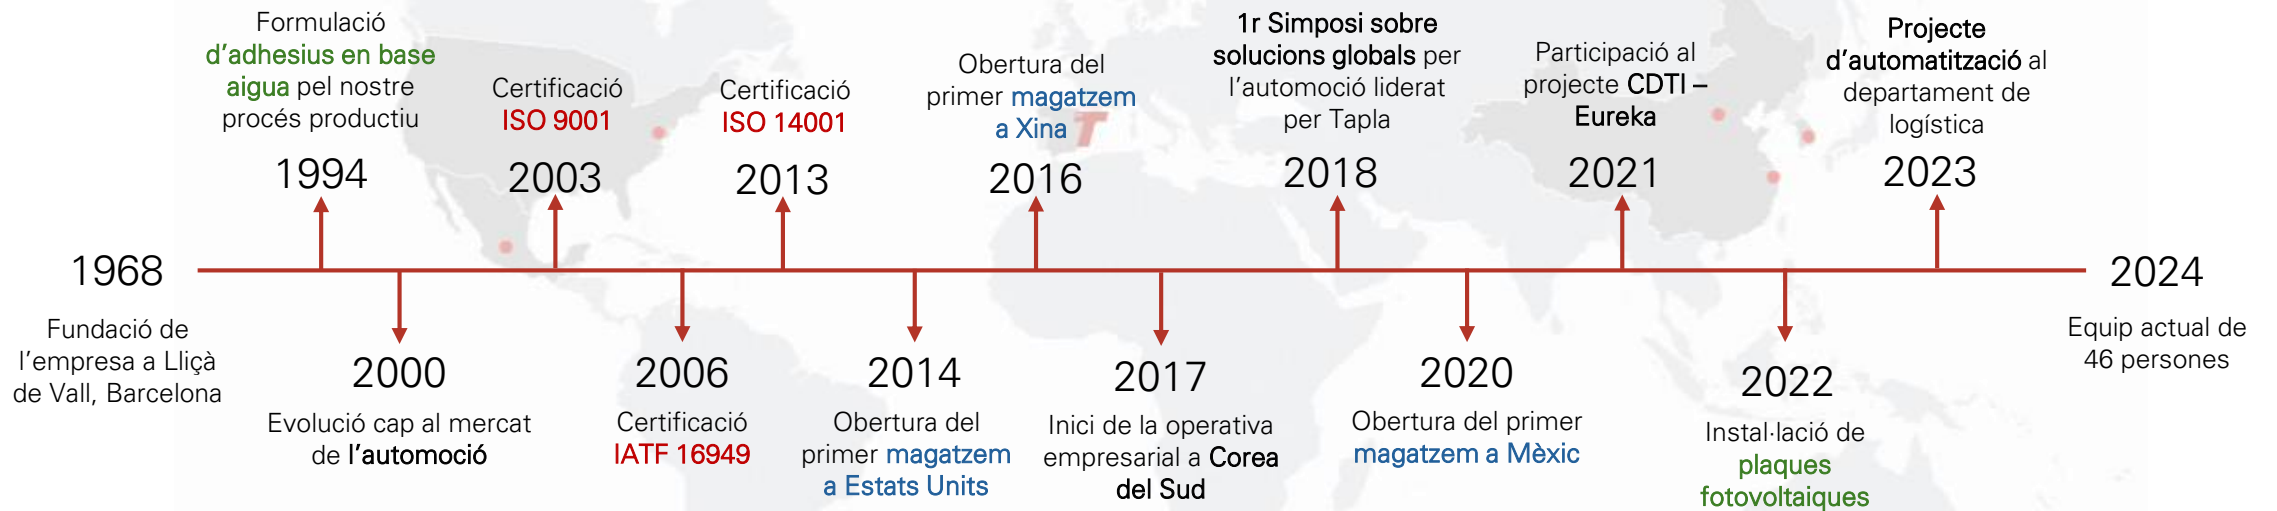 1968
Fundació de
l'empresa a Lliçà
de Vall, Barcelona
Formulació
d'adhesius en base
aigua pel nostre
procés productiu
1994
2000
Evolució cap al mercat
de l'automoció
Certificació
ISO 9001
2003
2006
Certificació
IATF 16949
Certificació
ISO 14001
2013
2014
Obertura del
primer magatzem
a Estats Units
Obertura del
primer magatzem
a Xina
2016
2017
Inici de la operativa
empresarial a Corea
del Sud
1r Simposi sobre
solucions globals per
l'automoció liderat
per Tapla
2018
2020
Obertura del primer
magatzem a Mèxic
Participació al
projecte CDTI –
Eureka
2021
2022
Instal·lació de
plaques
fotovoltaiques
Projecte
d'automatització al
departament de
logística
2023
2024
Equip actual de
46 persones